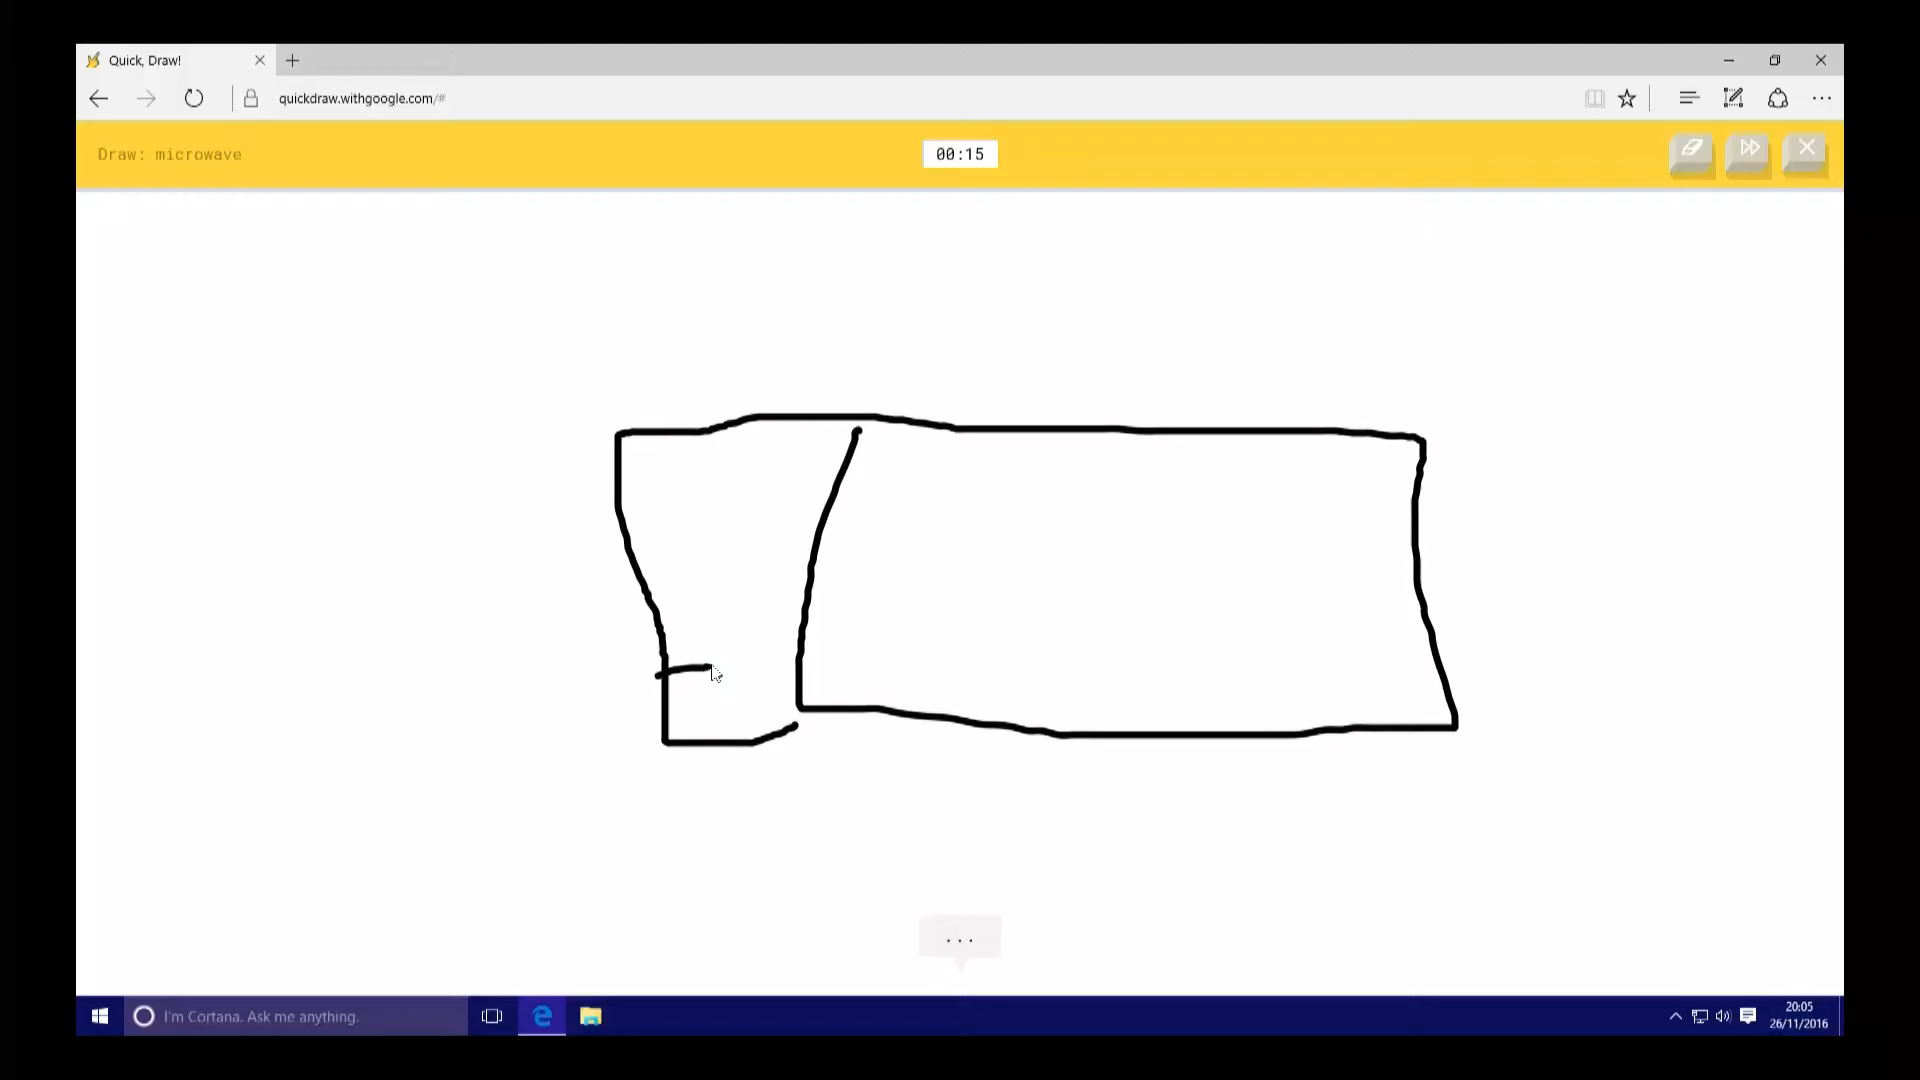 Quick, Draw!
quickdraw.withgoogle.com/#
Draw: microwave
00:15
...
I'm Cortana. Ask me anything.
20:05
26/11/2016